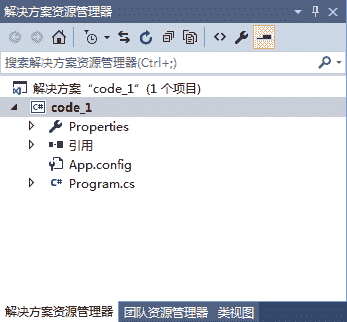 解决方案资源管理器
搜索解决方案资源管理器(Ctrl+;)
解决方案 “code_1” (1 个项目)
C# code_1
Properties
引用
App.config
C# Program.cs
解决方案资源管理器 团队资源管理器 类视图